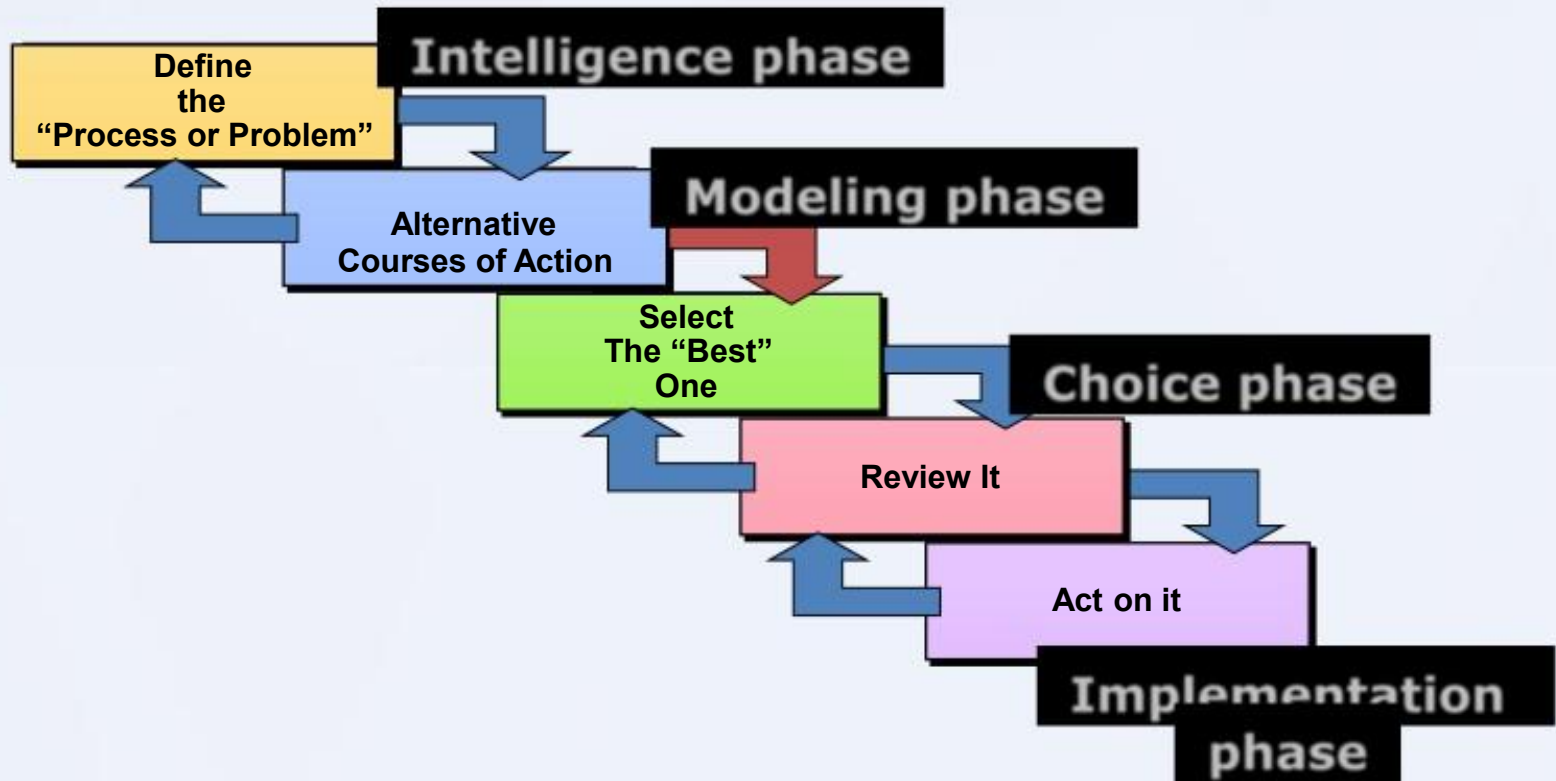 Define
the
“Process or Problem”
Intelligence phase
Alternative
Courses of Action
Modeling phase
Select
The “Best”
One
Choice phase
Review It
Act on it
Implementation
phase